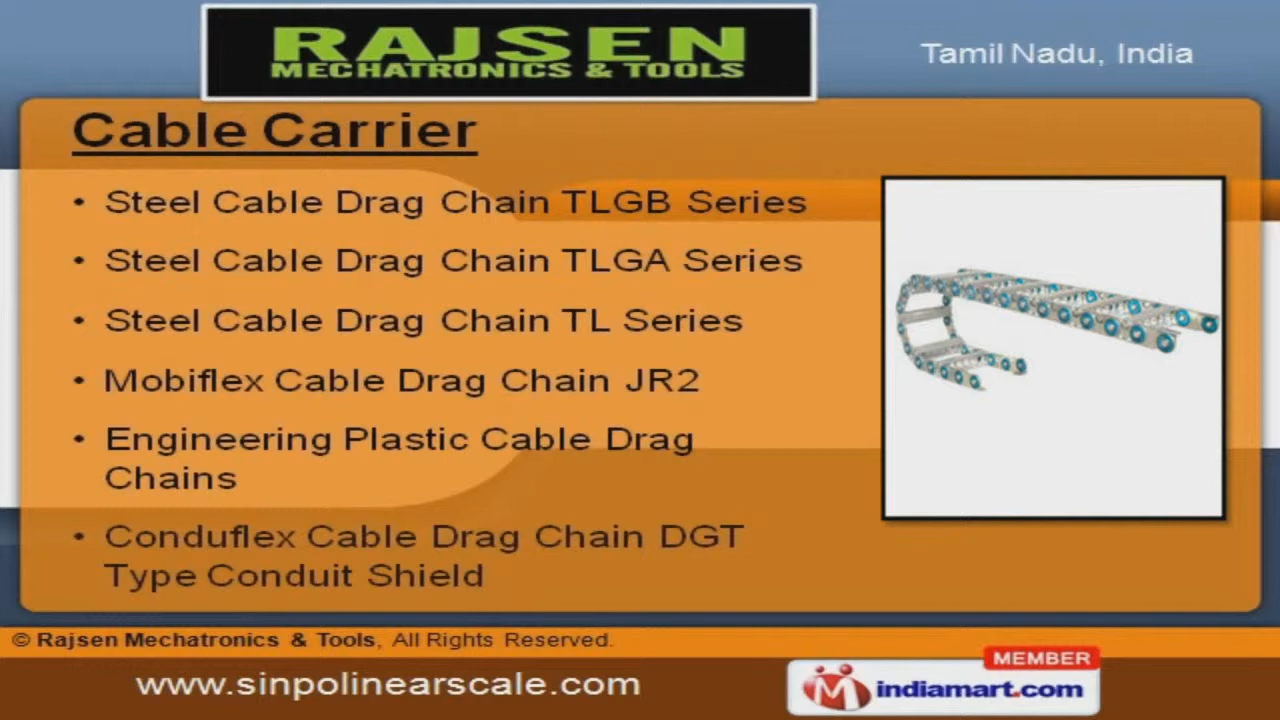 RAJSEN
MECHATRONICS & TOOLS
Tamil Nadu, India
Cable Carrier
• Steel Cable Drag Chain TLGB Series
• Steel Cable Drag Chain TLGA Series
• Steel Cable Drag Chain TL Series
• Mobiflex Cable Drag Chain JR2
• Engineering Plastic Cable Drag
Chains
• Conduflex Cable Drag Chain DGT
Type Conduit Shield
© Rajsen Mechatronics & Tools, All Rights Reserved.
www.sinpolinearscale.com
MEMBER
indiamart.com